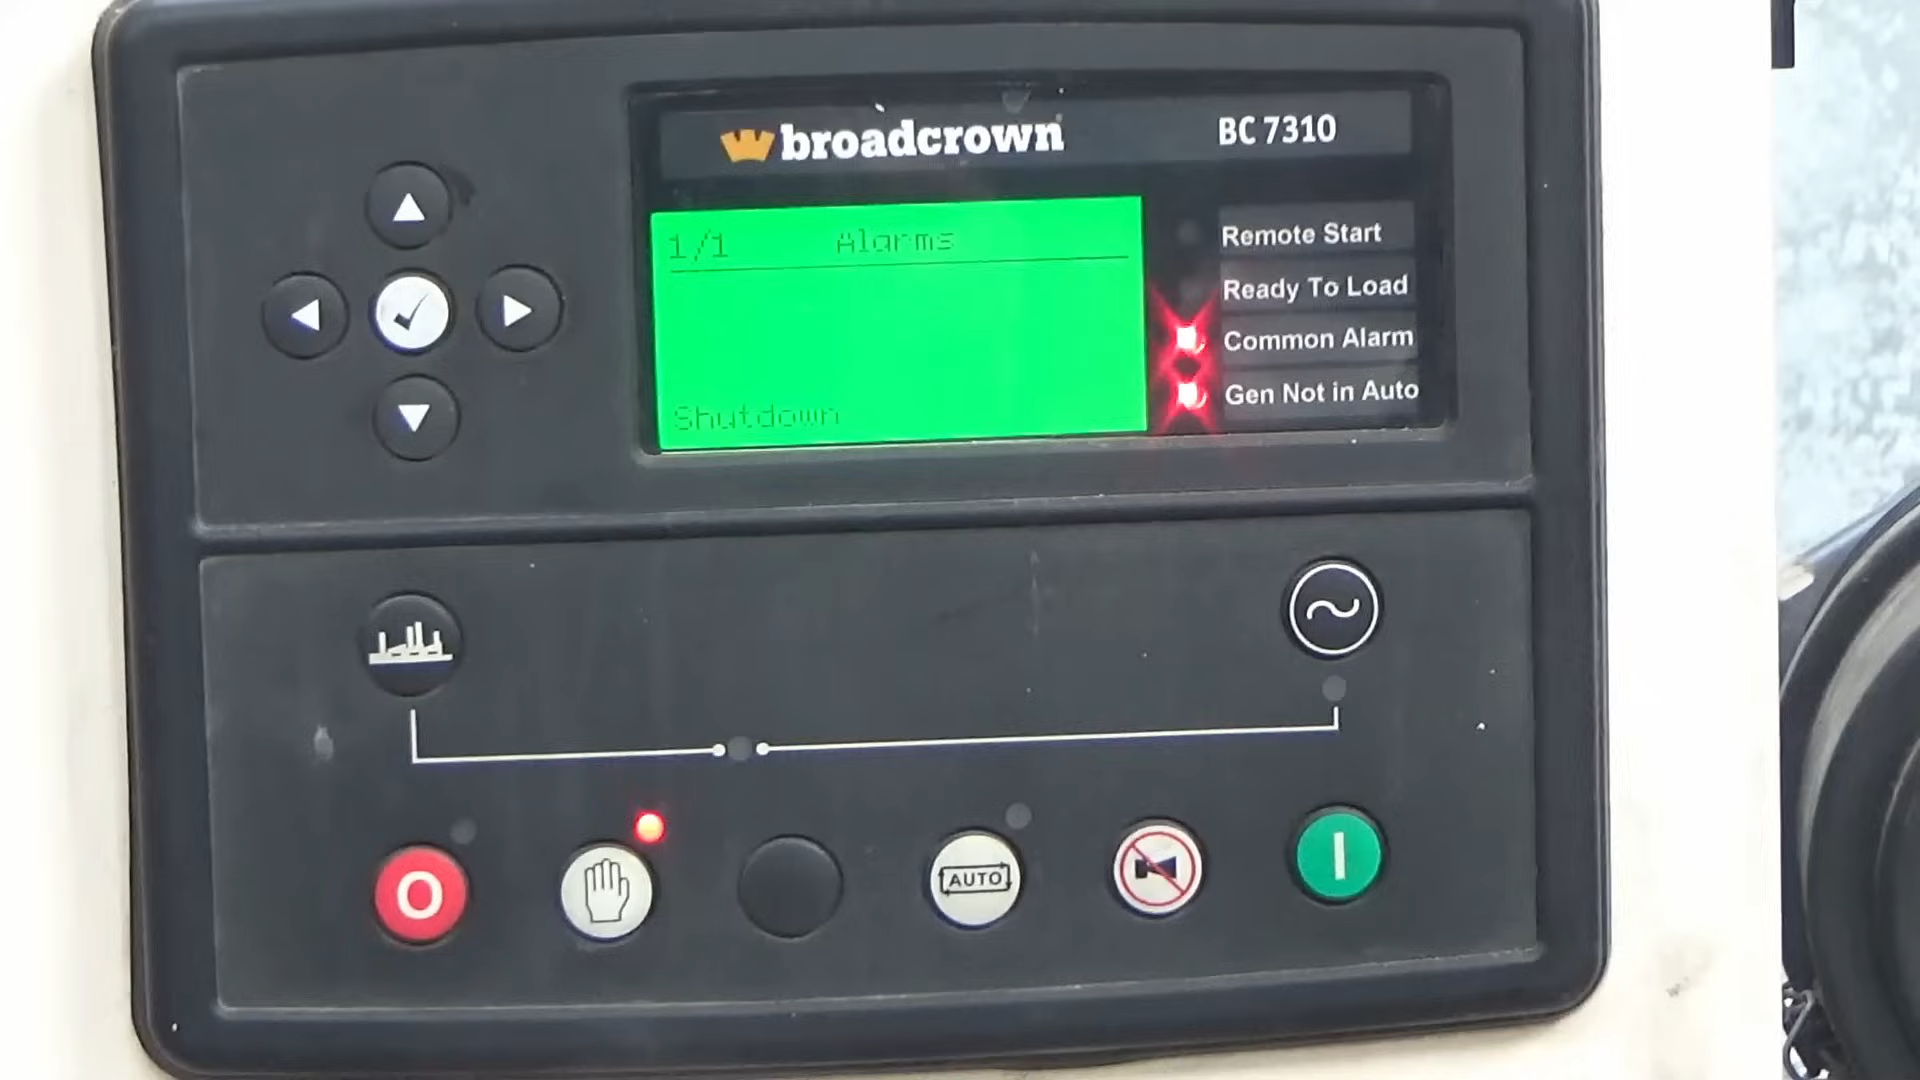 broadcrown
BC 7310
1/1 Alarms
Shutdown
Remote Start
Ready To Load
Common Alarm
Gen Not in Auto
O
AUTO
I